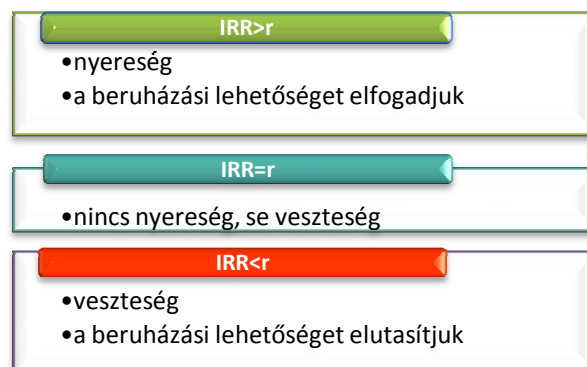 IRR>r
•nyereség
•a beruházási lehetőséget elfogadjuk
IRR=r
•nincs nyereség, se veszteség
IRR<r
•veszteség
•a beruházási lehetőséget elutasítjuk